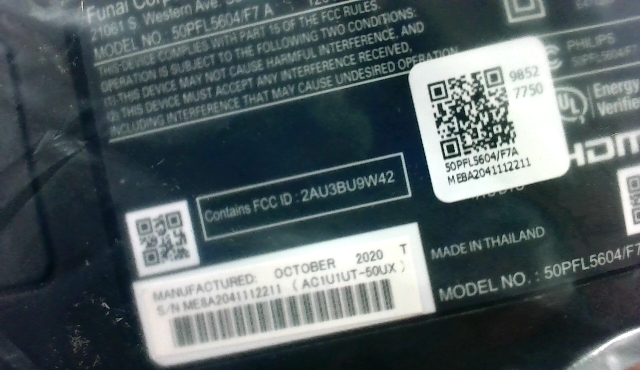 Funai Corp
21061 S. Western Ave.
MODEL NO. 50PFL5604/F7 A
THIS DEVICE COMPLIES WITH PART 15 OF THE FCC RULES.
OPERATION IS SUBJECT TO THE FOLLOWING TWO CONDITIONS:
(1) THIS DEVICE MAY NOT CAUSE HARMFUL INTERFERENCE, AND
(2) THIS DEVICE MUST ACCEPT ANY INTERFERENCE RECEIVED,
INCLUDING INTERFERENCE THAT MAY CAUSE UNDESIRED OPERATION.
9852
7750
50PFL5604/F7A
ME8A2041112211
PHILIPS
UL
Energy
Verifie
HDMI
Contains FCC ID : 2AU3BU9W42
MANUFACTURED: OCTOBER 2020 T
S/N ME8A2041112211 ( AC1U1UT-50UX )
MADE IN THAILAND
MODEL NO. : 50PFL5604/F7